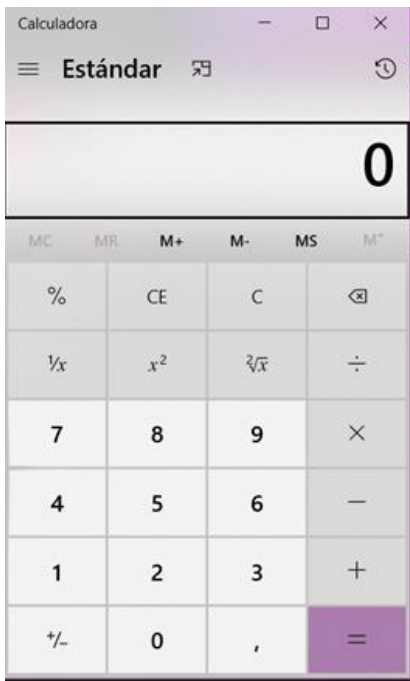 Calculadora
Estándar
0
MC MR M+ M- MS M˅
% CE C
¹/x x² ²√x ÷
7 8 9 ×
4 5 6 −
1 2 3 +
+/− 0 , =